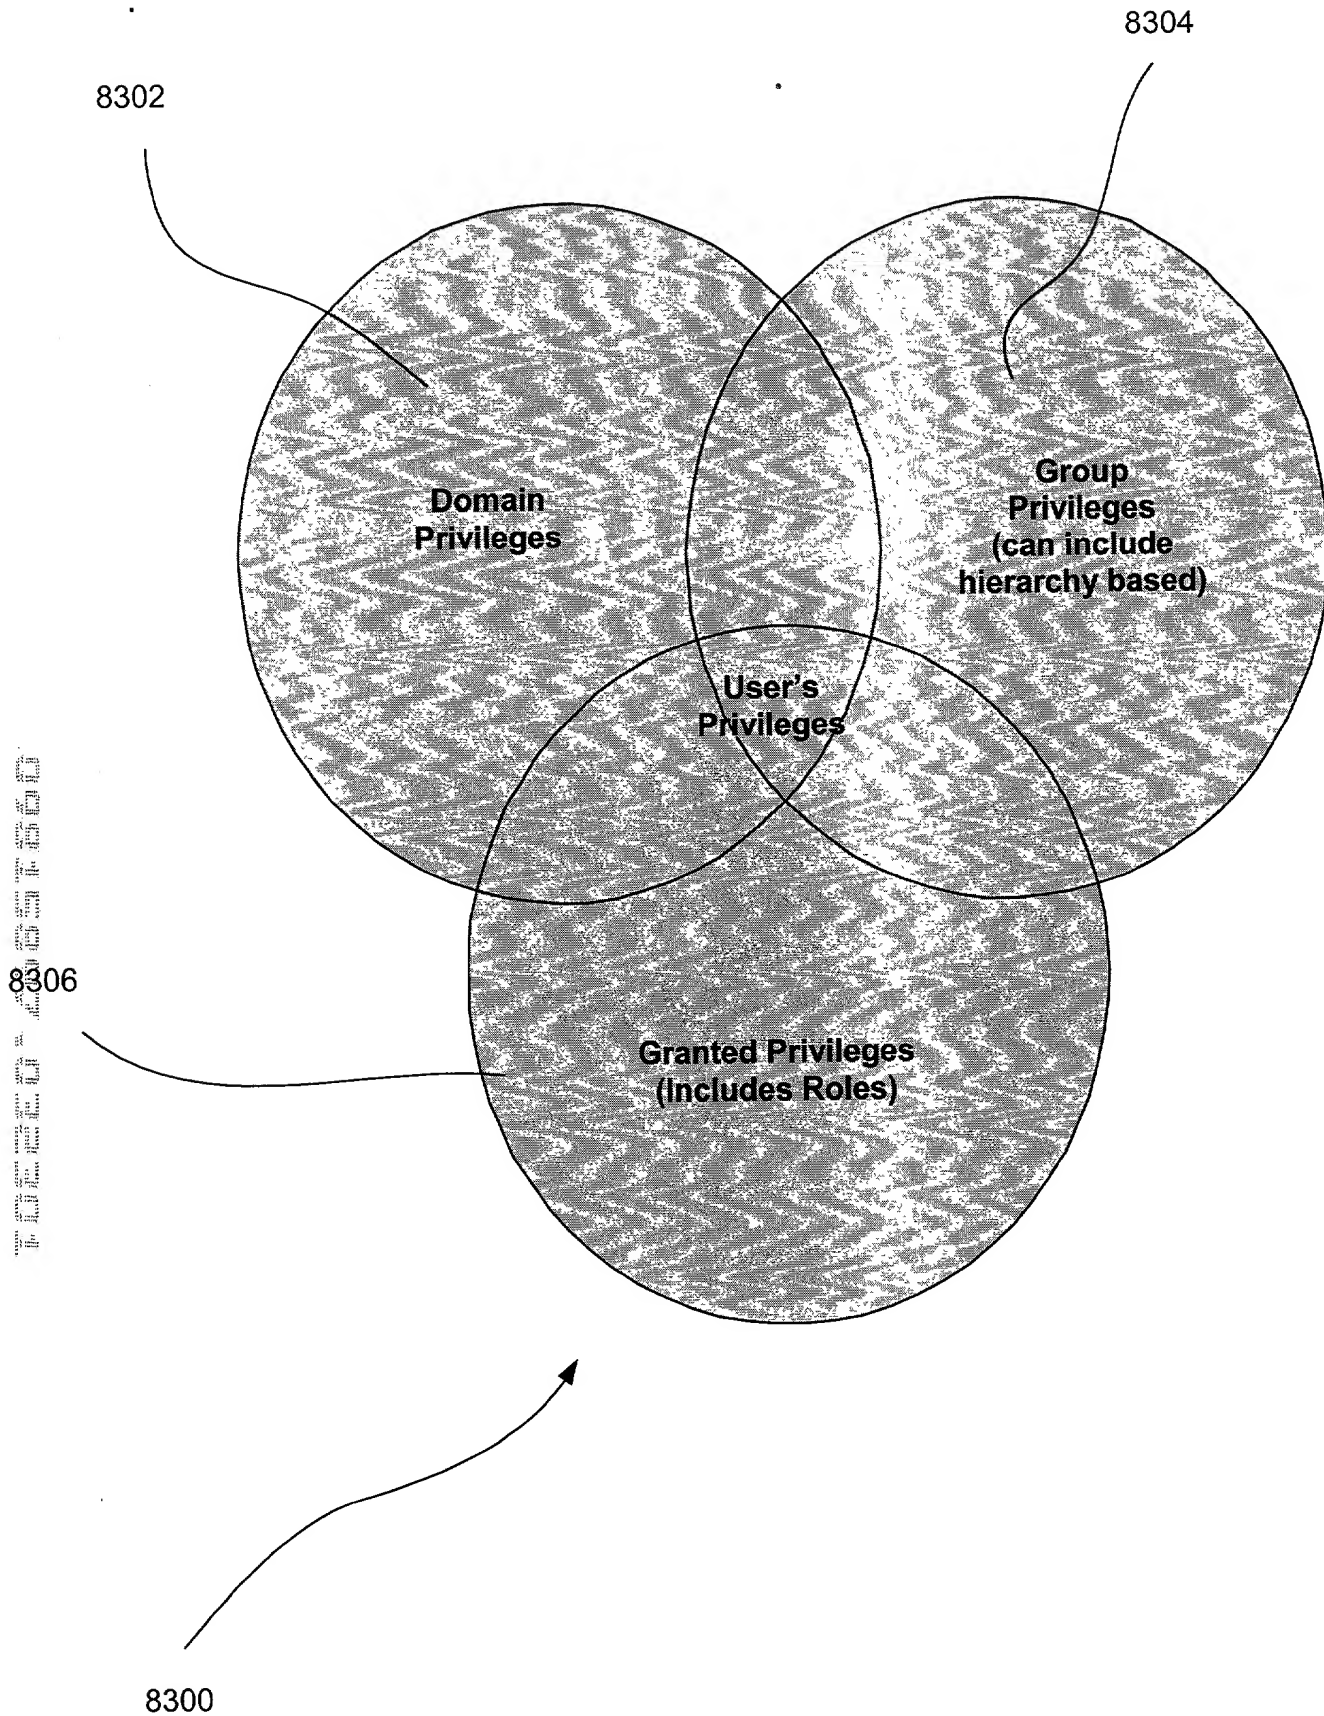 8304
8302
Domain
Privileges
Group
Privileges
(can include
hierarchy based)
User's
Privileges
8306
Granted Privileges
(Includes Roles)
8300